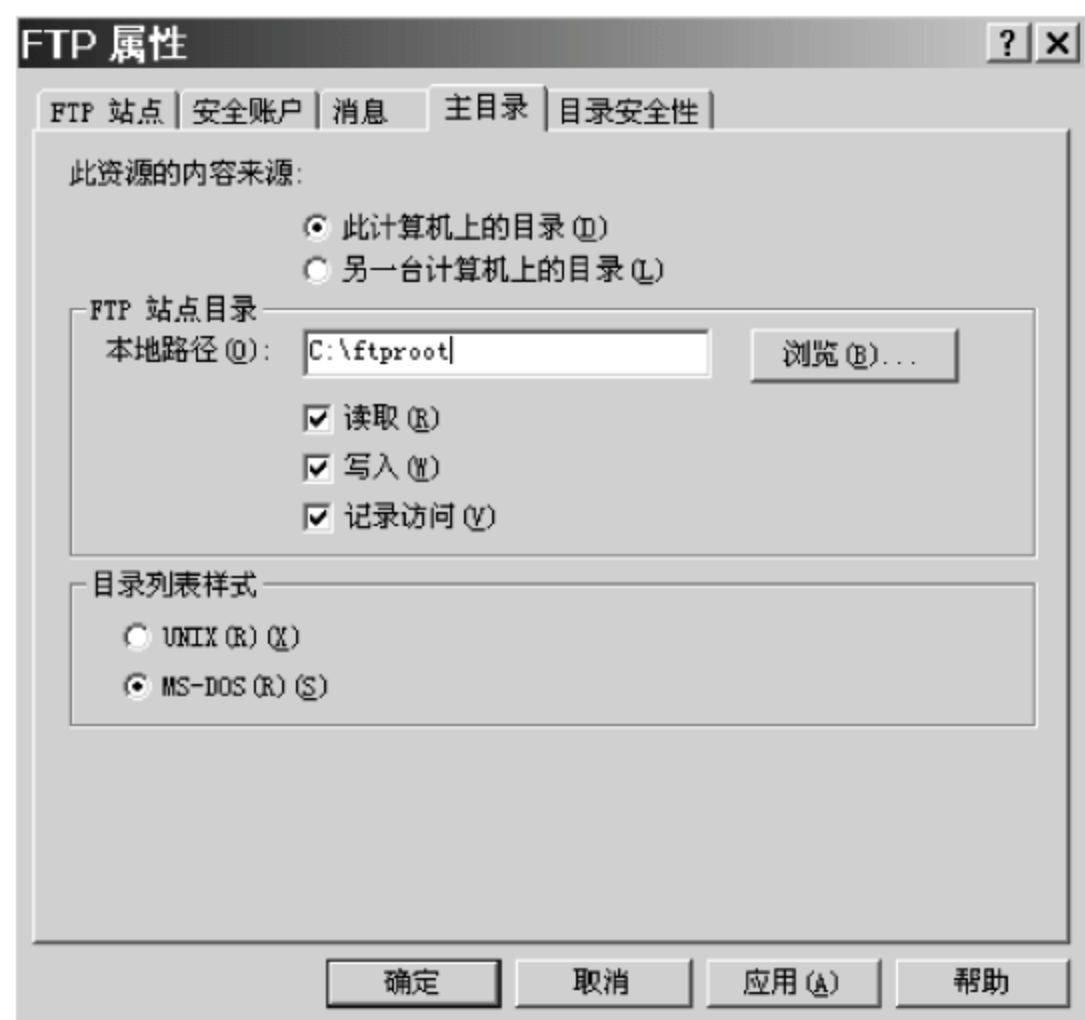 FTP 属性
FTP 站点 安全账户 消息 主目录 目录安全性
此资源的内容来源:
此计算机上的目录(D)
另一台计算机上的目录(L)
FTP 站点目录
本地路径(O): C:\ftproot 浏览(B)...
读取(R)
写入(W)
记录访问(V)
目录列表样式
UNIX(R)(X)
MS-DOS(R)(S)
确定 取消 应用(A) 帮助